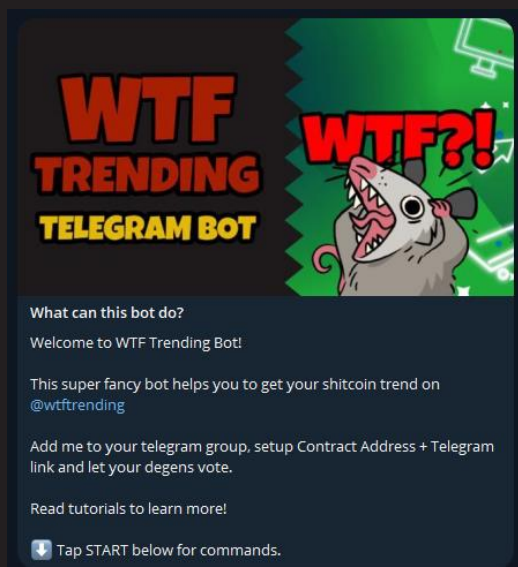 WTF
TRENDING
TELEGRAM BOT
WTF?!
What can this bot do?
Welcome to WTF Trending Bot!
This super fancy bot helps you to get your shitcoin trend on
@wtftrending
Add me to your telegram group, setup Contract Address + Telegram
link and let your degens vote.
Read tutorials to learn more!
⬇️ Tap START below for commands.